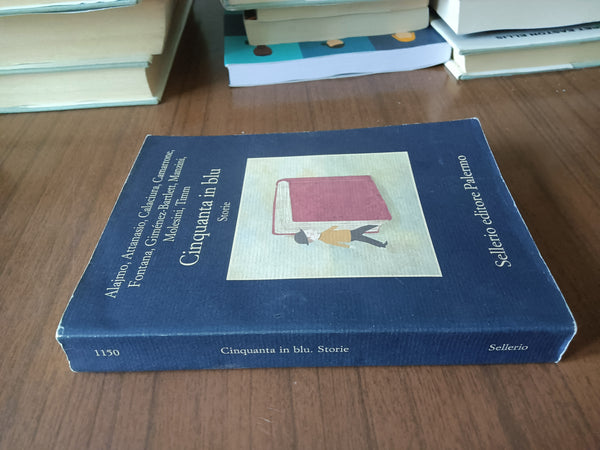 Alajmo, Attanasio, Calaciura, Camarrone,
Fontana, Giménez-Bartlett, Manzini,
Molesini, Timm
Cinquanta in blu
Storie
Sellerio editore Palermo
1150 Cinquanta in blu. Storie Sellerio